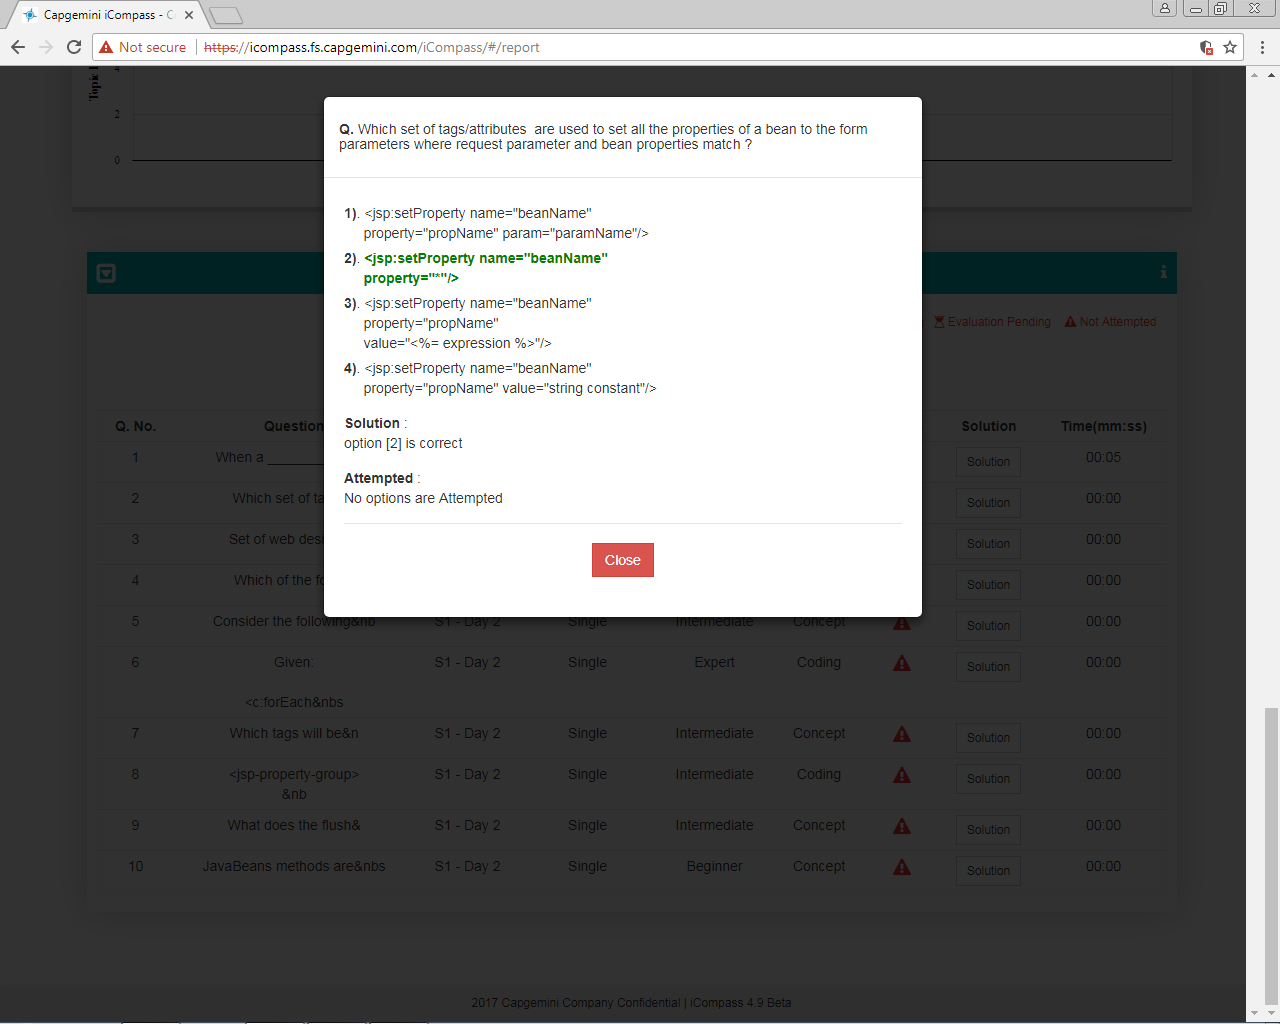 Capgemini iCompass - C
Not secure
https://icompass.fs.capgemini.com/iCompass/#/report
4
2
0
Q. Which set of tags/attributes are used to set all the properties of a bean to the form
parameters where request parameter and bean properties match ?
1). <jsp:setProperty name="beanName"
property="propName" param="paramName"/>
2). <jsp:setProperty name="beanName"
property="*"/>
3). <jsp:setProperty name="beanName"
property="propName"
value="<%= expression %>"/>
4). <jsp:setProperty name="beanName"
property="propName" value="string constant"/>
Solution :
option [2] is correct
Attempted :
No options are Attempted
Close
Evaluation Pending Not Attempted
Q. No. Question Solution Time(mm:ss)
1 When a ________ Solution 00:05
2 Which set of ta Solution 00:00
3 Set of web des Solution 00:00
4 Which of the fo Solution 00:00
5 Consider the following&nb S1 - Day 2 Single Intermediate Concept Solution 00:00
6 Given: S1 - Day 2 Single Expert Coding Solution 00:00
<c:forEach&nbs
7 Which tags will be&n S1 - Day 2 Single Intermediate Concept Solution 00:00
8 <jsp-property-group> S1 - Day 2 Single Intermediate Coding Solution 00:00
&nb
9 What does the flush& S1 - Day 2 Single Intermediate Concept Solution 00:00
10 JavaBeans methods are&nbs S1 - Day 2 Single Beginner Concept Solution 00:00
2017 Capgemini Company Confidential | iCompass 4.9 Beta